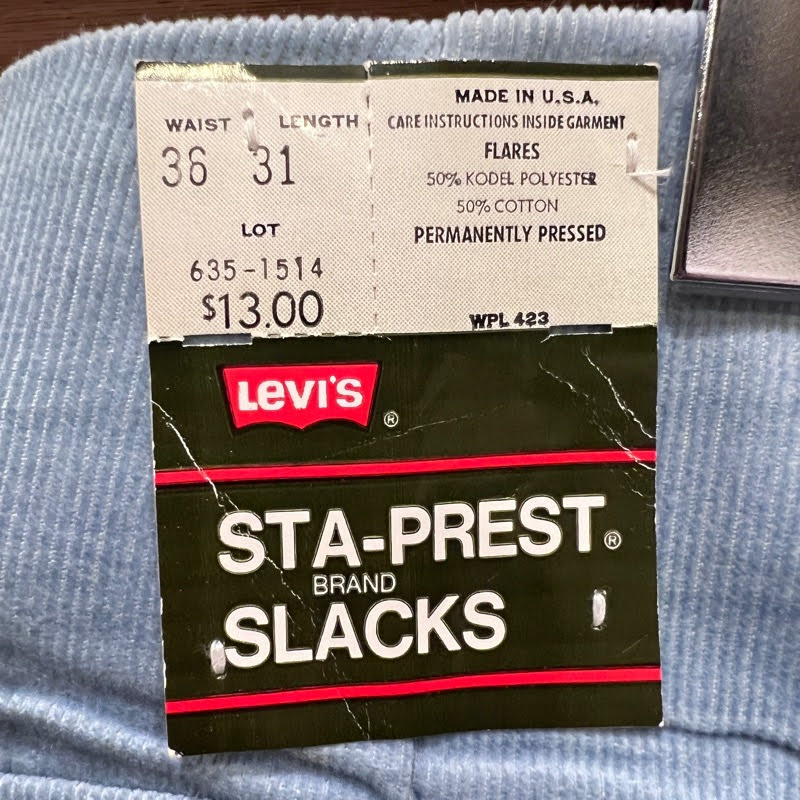 WAIST LENGTH
36 31
LOT
635-1514
$13.00
MADE IN U.S.A.
CARE INSTRUCTIONS INSIDE GARMENT
FLARES
50% KODEL POLYESTER
50% COTTON
PERMANENTLY PRESSED
WPL 423
LEVI'S ®
STA-PREST®
BRAND
SLACKS